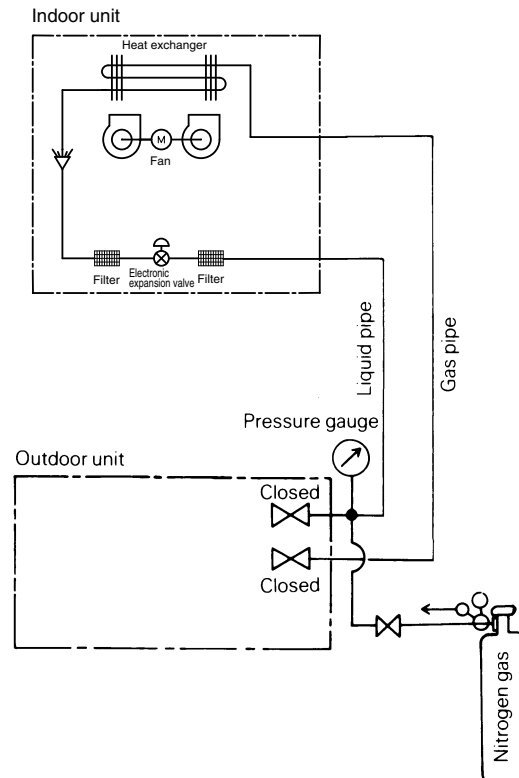 Indoor unit
Heat exchanger
M
Fan
Filter
Electronic
expansion valve
Filter
Liquid pipe
Gas pipe
Pressure gauge
Outdoor unit
Closed
Closed
Nitrogen gas